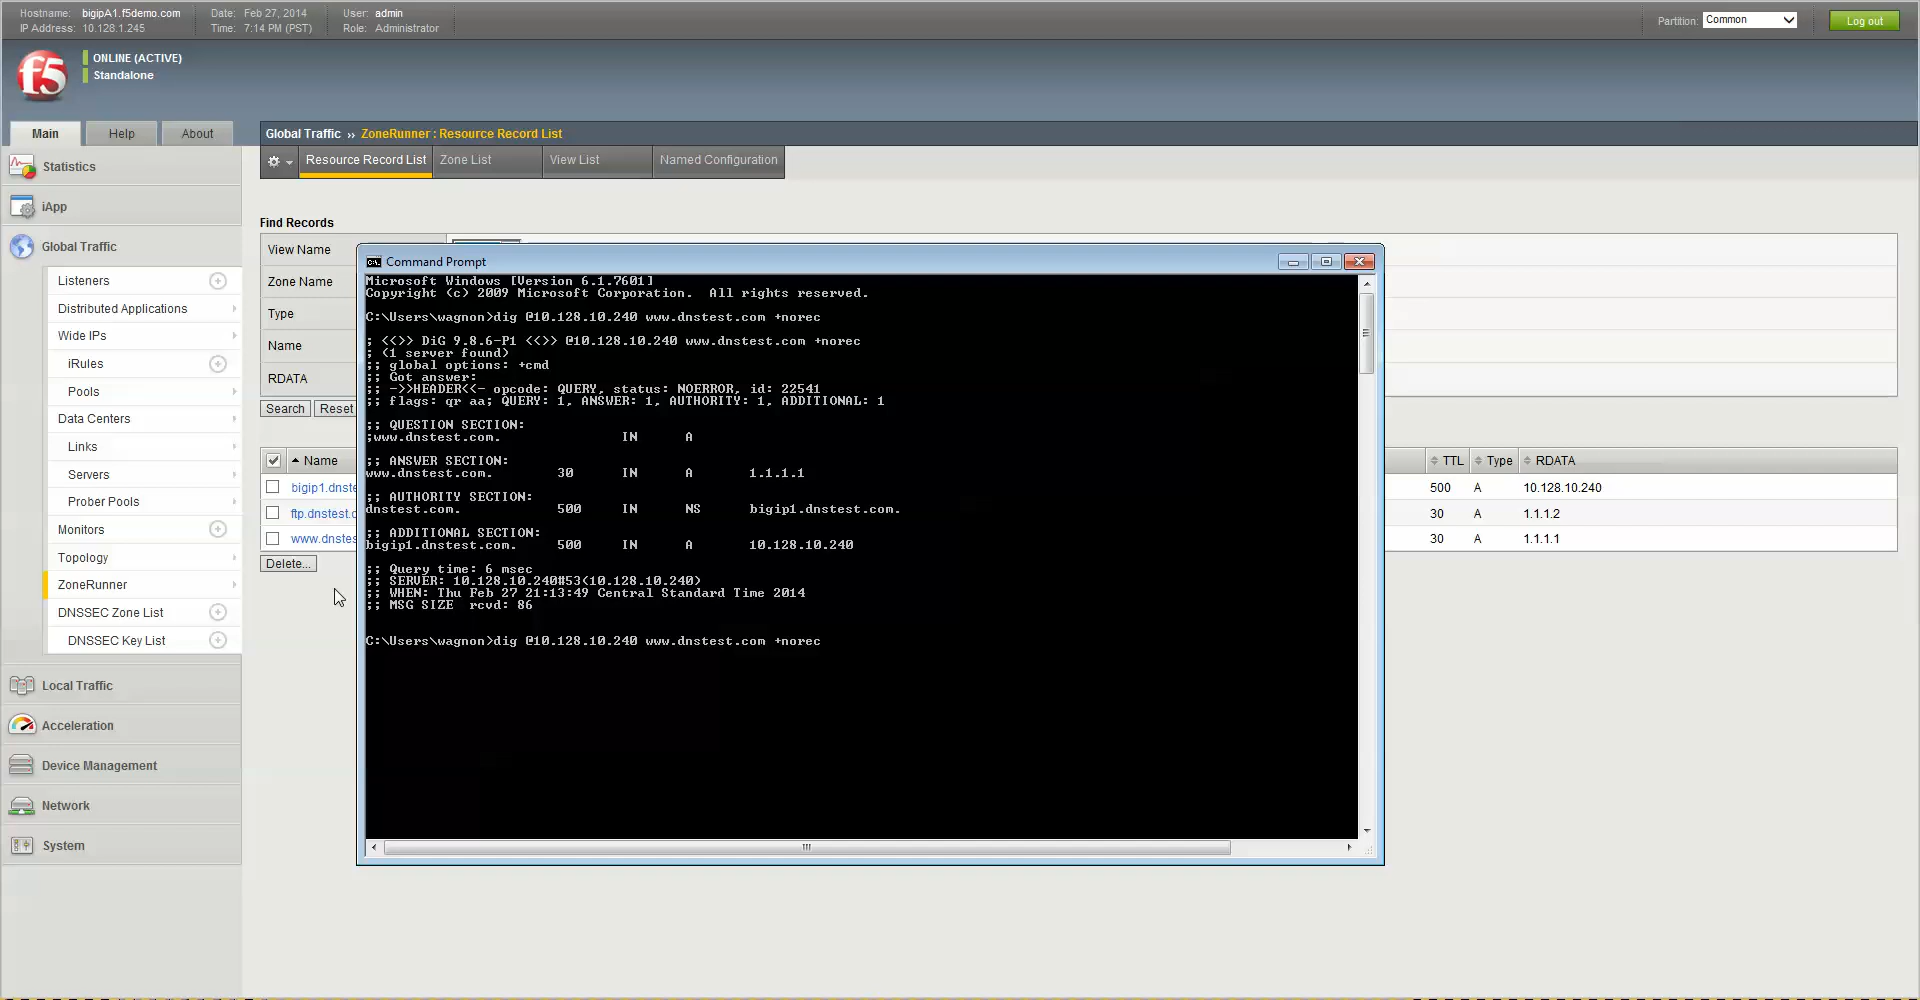 Hostname: bigipA1.f5demo.com Date: Feb 27, 2014 User: admin
IP Address: 10.128.1.245 Time: 7:14 PM (PST) Role: Administrator
Partition: Common Log out
f5
ONLINE (ACTIVE)
Standalone
Main Help About
Global Traffic ›› ZoneRunner : Resource Record List
Resource Record List Zone List View List Named Configuration
Statistics
iApp
Global Traffic
Listeners
Distributed Applications
Wide IPs
iRules
Pools
Data Centers
Links
Servers
Prober Pools
Monitors
Topology
ZoneRunner
DNSSEC Zone List
DNSSEC Key List
Local Traffic
Acceleration
Device Management
Network
System
Find Records
View Name
Zone Name
Type
Name
RDATA
Search Reset
Name TTL Type RDATA
bigip1.dnste 500 A 10.128.10.240
ftp.dnstest.c 30 A 1.1.1.2
www.dnstes 30 A 1.1.1.1
Delete...
Command Prompt
Microsoft Windows [Version 6.1.7601]
Copyright (c) 2009 Microsoft Corporation.  All rights reserved.
C:\Users\wagnon>dig @10.128.10.240 www.dnstest.com +norec
; <<>> DiG 9.8.6-P1 <<>> @10.128.10.240 www.dnstest.com +norec
; (1 server found)
;; global options: +cmd
;; Got answer:
;; ->>HEADER<<- opcode: QUERY, status: NOERROR, id: 22541
;; flags: qr aa; QUERY: 1, ANSWER: 1, AUTHORITY: 1, ADDITIONAL: 1
;; QUESTION SECTION:
;www.dnstest.com. IN A
;; ANSWER SECTION:
www.dnstest.com. 30 IN A 1.1.1.1
;; AUTHORITY SECTION:
dnstest.com. 500 IN NS bigip1.dnstest.com.
;; ADDITIONAL SECTION:
bigip1.dnstest.com. 500 IN A 10.128.10.240
;; Query time: 6 msec
;; SERVER: 10.128.10.240#53(10.128.10.240)
;; WHEN: Thu Feb 27 21:13:49 Central Standard Time 2014
;; MSG SIZE  rcvd: 86
C:\Users\wagnon>dig @10.128.10.240 www.dnstest.com +norec